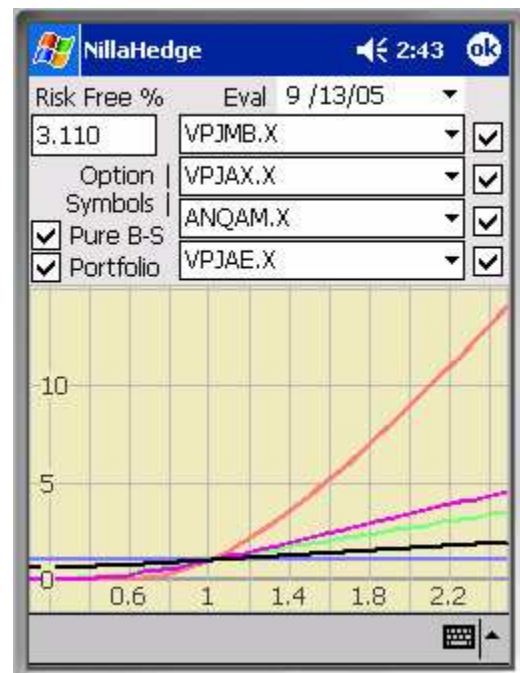 NillaHedge 2:43 ok
Risk Free % Eval 9 /13/05
3.110 VPJMB.X
Option | VPJAX.X
Symbols | ANQAM.X
Pure B-S
Portfolio VPJAE.X
10
5
0
0.6 1 1.4 1.8 2.2